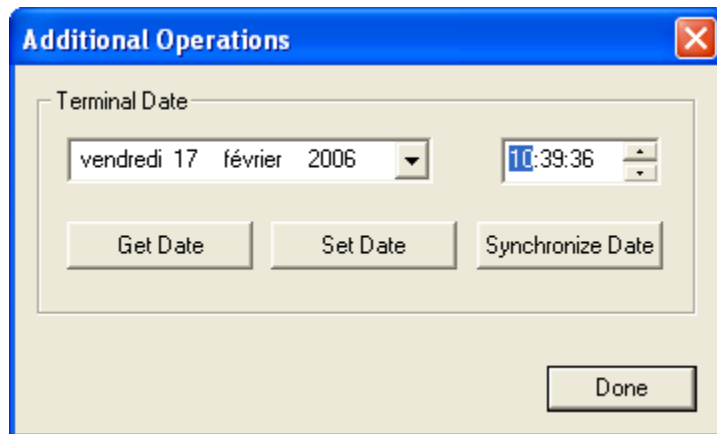 Additional Operations
Terminal Date
vendredi 17 février 2006 10:39:36
Get Date Set Date Synchronize Date
Done